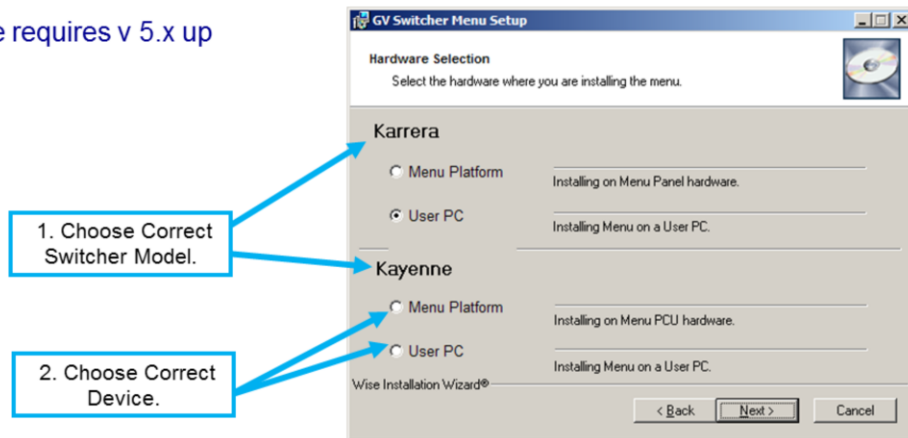 e requires v 5.x up
GV Switcher Menu Setup
Hardware Selection
Select the hardware where you are installing the menu.
Karrera
Menu Platform
Installing on Menu Panel hardware.
User PC
Installing Menu on a User PC.
1. Choose Correct
Switcher Model.
Kayenne
Menu Platform
Installing on Menu PCU hardware.
User PC
Installing Menu on a User PC.
2. Choose Correct
Device.
Wise Installation Wizard®
< Back
Next >
Cancel